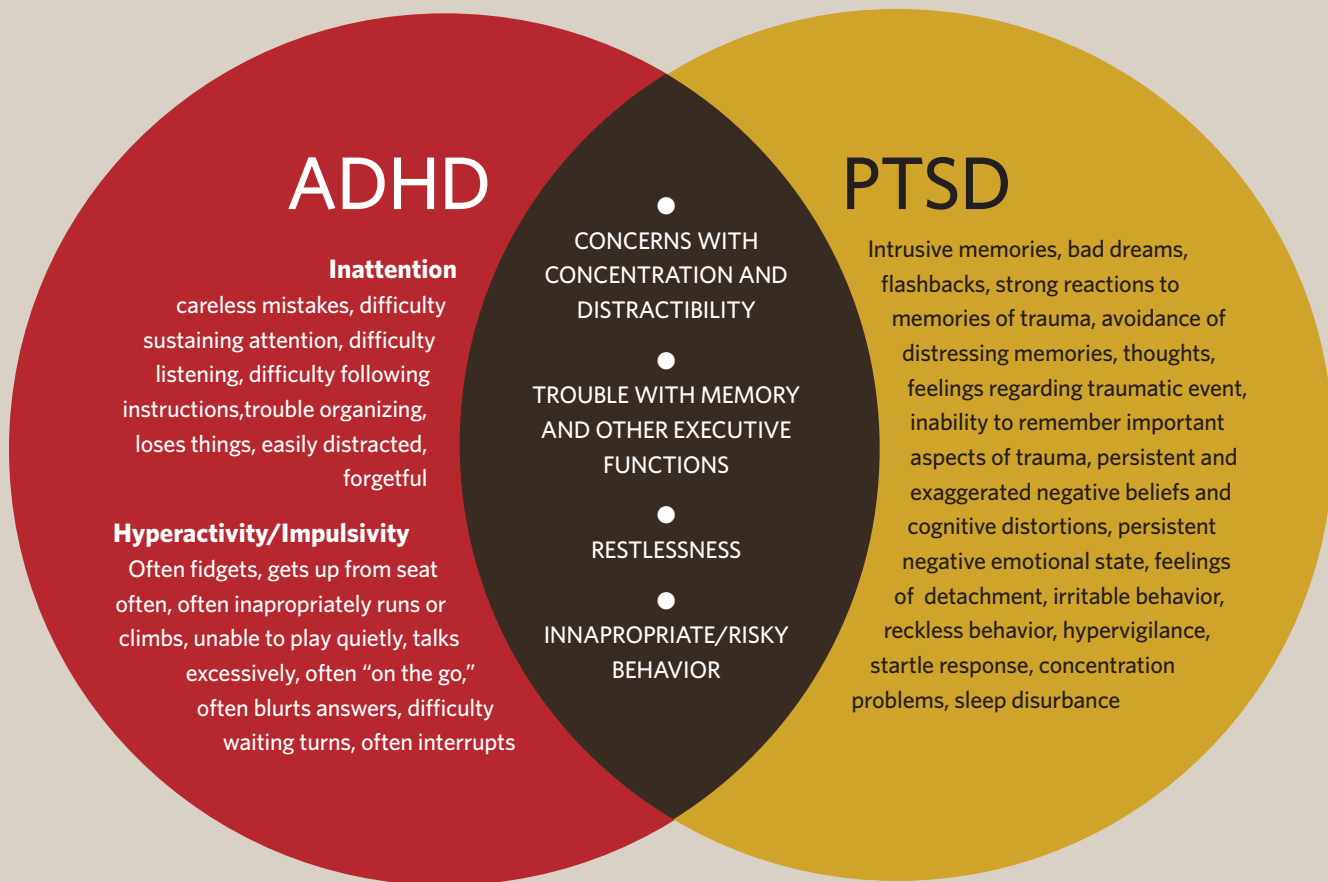 ADHD
Inattention
careless mistakes, difficulty
sustaining attention, difficulty
listening, difficulty following
instructions,trouble organizing,
loses things, easily distracted,
forgetful
Hyperactivity/Impulsivity
Often fidgets, gets up from seat
often, often inapropriately runs or
climbs, unable to play quietly, talks
excessively, often “on the go,”
often blurts answers, difficulty
waiting turns, often interrupts
●
CONCERNS WITH
CONCENTRATION AND
DISTRACTIBILITY
●
TROUBLE WITH MEMORY
AND OTHER EXECUTIVE
FUNCTIONS
●
RESTLESSNESS
●
INNAPROPRIATE/RISKY
BEHAVIOR
PTSD
Intrusive memories, bad dreams,
flashbacks, strong reactions to
memories of trauma, avoidance of
distressing memories, thoughts,
feelings regarding traumatic event,
inability to remember important
aspects of trauma, persistent and
exaggerated negative beliefs and
cognitive distortions, persistent
negative emotional state, feelings
of detachment, irritable behavior,
reckless behavior, hypervigilance,
startle response, concentration
problems, sleep disurbance